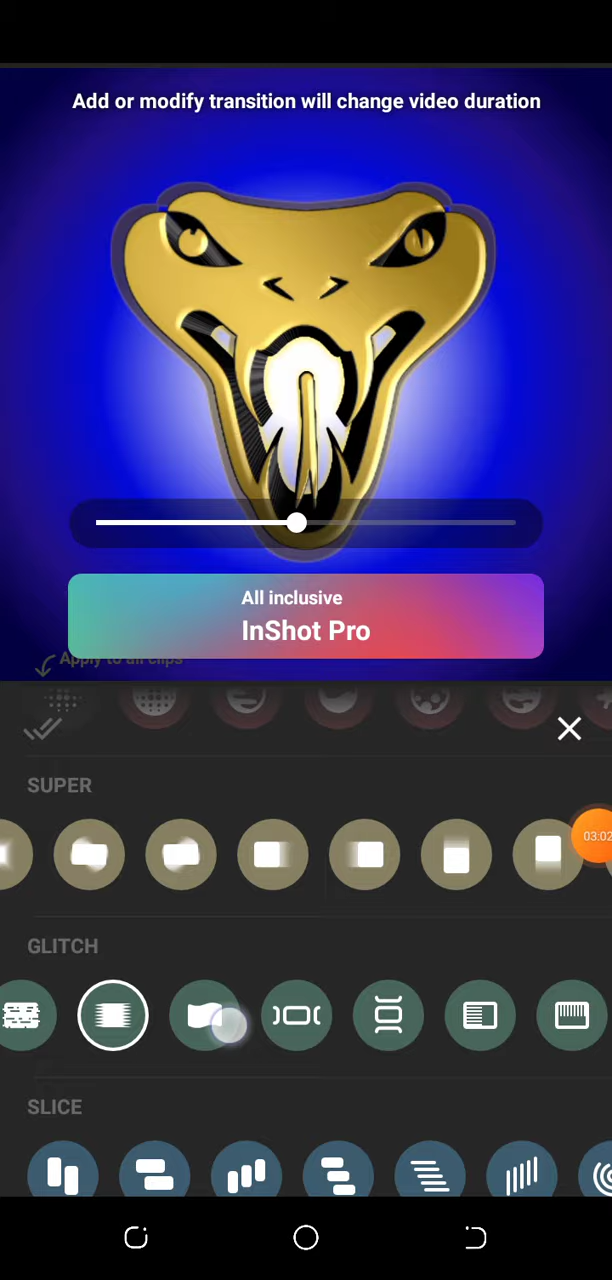 Add or modify transition will change video duration
All inclusive
InShot Pro
Apply to all clips
SUPER
03:02
GLITCH
SLICE